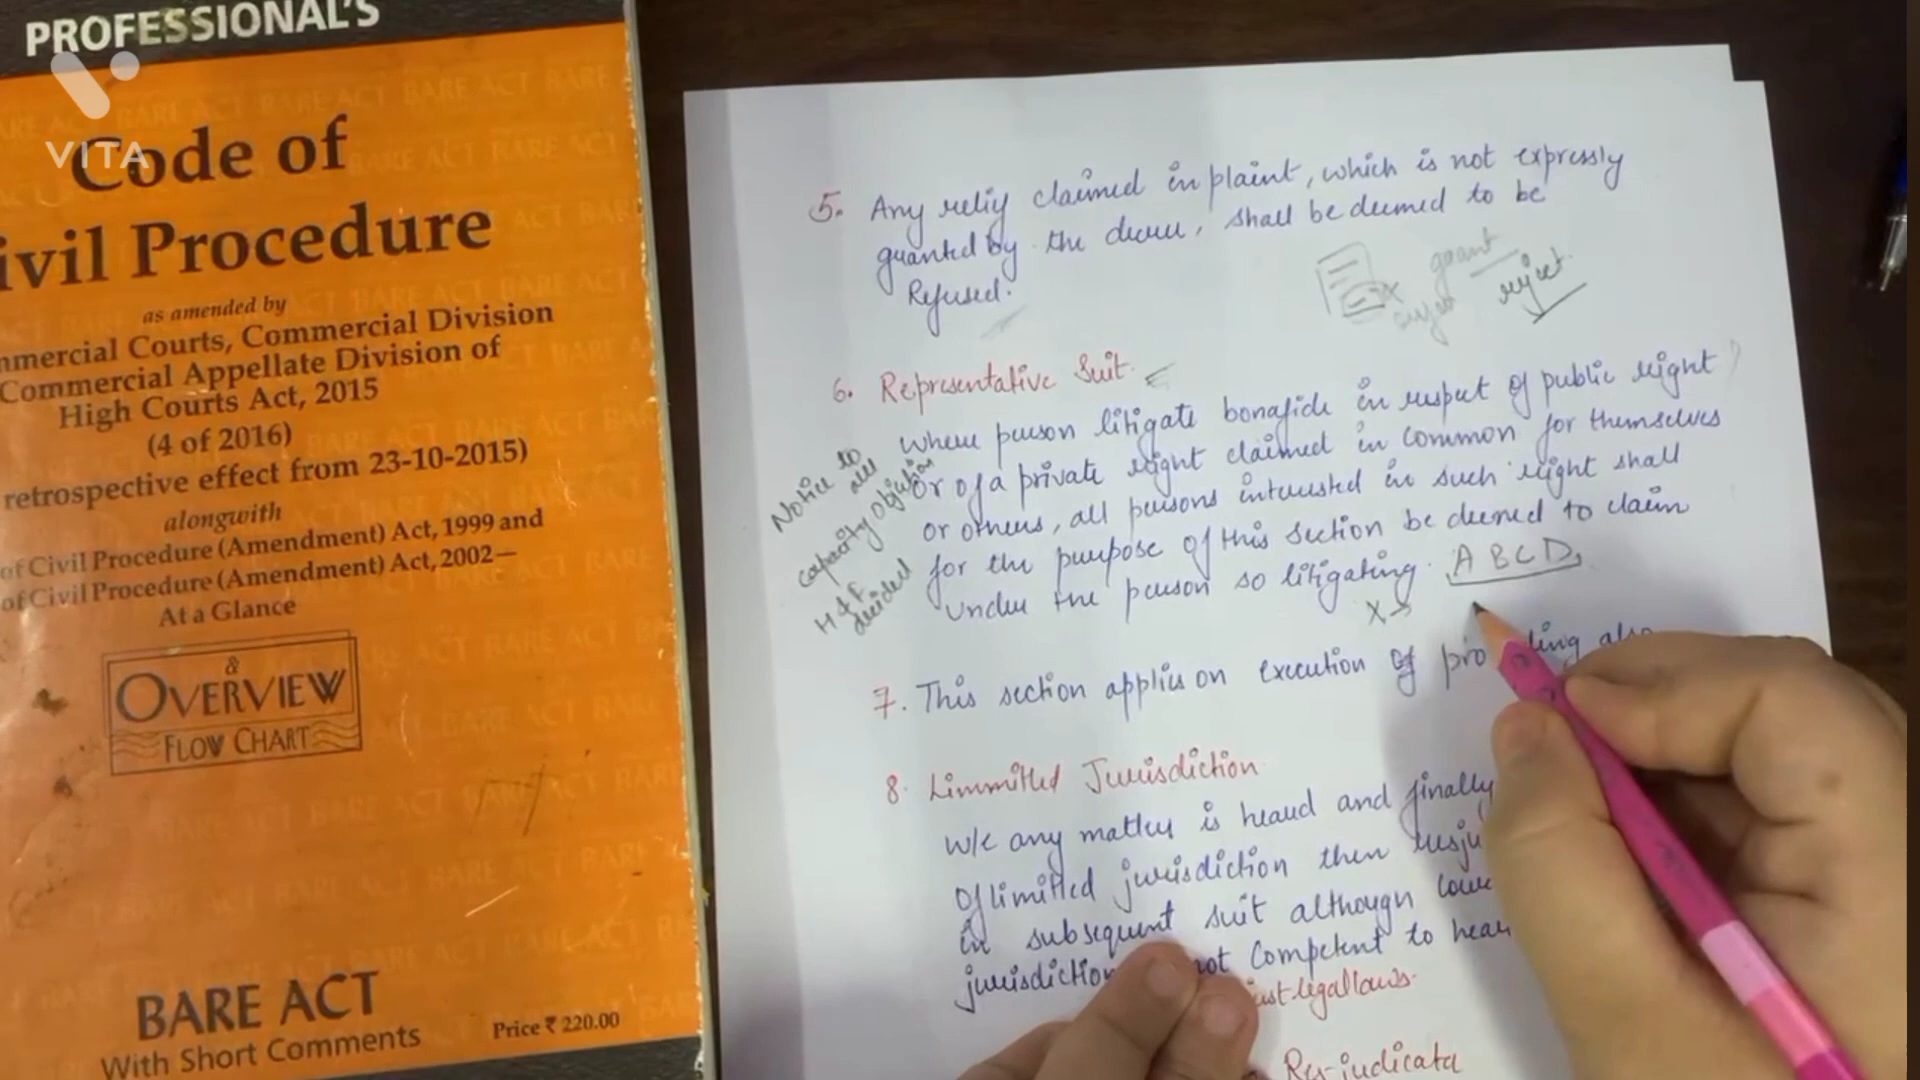 PROFESSIONAL'S
VITA
Code of
ivil Procedure
as amended by
mmercial Courts, Commercial Division
Commercial Appellate Division of
High Courts Act, 2015
(4 of 2016)
retrospective effect from 23-10-2015)
alongwith
of Civil Procedure (Amendment) Act, 1999 and
of Civil Procedure (Amendment) Act, 2002—
At a Glance
&
OVERVIEW
FLOW CHART
BARE ACT
With Short Comments
Price ₹ 220.00
5. Any relief claimed in plaint, which is not expressly
granted by the decree, shall be deemed to be
Refused.
grant
reject
reject
6. Representative Suit
Where person litigate bonafide in respect of public right
or of a private right claimed in common for themselves
or others, all persons interested in such right shall
for the purpose of this section be deemed to claim
under the person so litigating. A B C D
X→
Notice to
all
capacity objection
H & F
decided
7. This section applies on execution of pro ding also
8. Limmitted Jurisdiction
w/e any matter is heard and finally
Of limitted jurisdiction then resju
in subsequent suit although lowe
jurisdiction not Competent to hear
Res-judicata